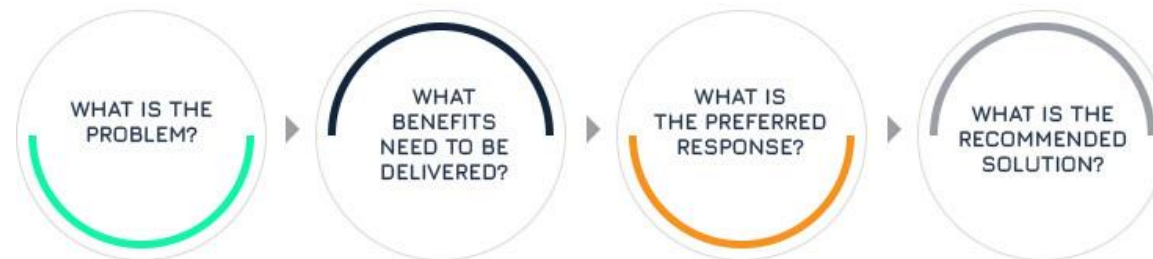 WHAT IS THE
PROBLEM?
WHAT
BENEFITS
NEED TO BE
DELIVERED?
WHAT IS
THE PREFERRED
RESPONSE?
WHAT IS THE
RECOMMENDED
SOLUTION?